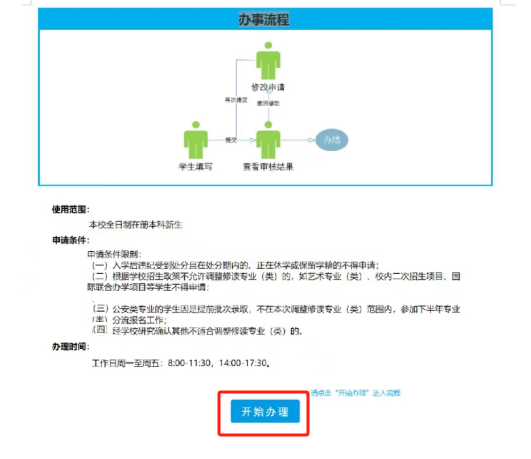 办事流程
修改申请
再次提交
撤回修改
提交
办结
学生填写
查看审核结果
使用范围：
本校全日制在册本科新生
申请条件：
申请条件限制：
（一）入学后违纪受到处分且在处分期内的、正在休学或保留学籍的不得申请；
（二）根据学校招生政策不允许调整修读专业（类）的，如艺术专业（类）、校内二次招生项目、国
际联合办学项目等学生不得申请；
（三）公安类专业的学生因是提前批次录取，不在本次调整修读专业（类）范围内，参加下半年专业
（类）分流报名工作；
（四）经学校研究确认其他不适合调整修读专业（类）的。
办理时间：
工作日周一至周五：8:00-11:30，14:00-17:30。
请点击“开始办理”进入流程
开始办理